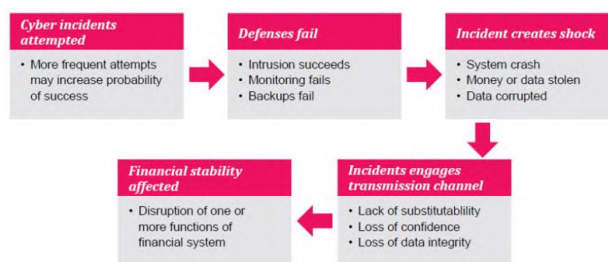 Cyber incidents
attempted
• More frequent attempts
may increase probability
of success
Defenses fail
• Intrusion succeeds
• Monitoring fails
• Backups fail
Incident creates shock
• System crash
• Money or data stolen
• Data corrupted
Incidents engages
transmission channel
• Lack of substitutablility
• Loss of confidence
• Loss of data integrity
Financial stability
affected
• Disruption of one or
more functions of
financial system